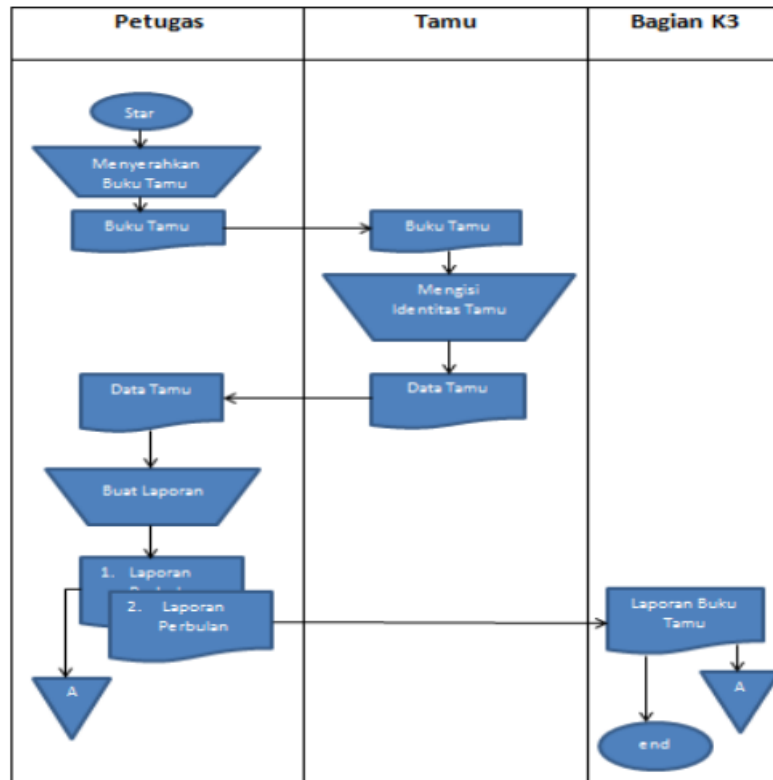 Petugas
Tamu
Bagian K3
Star
Menyerahkan
Buku Tamu
Buku Tamu
Buku Tamu
Mengisi
Identitas Tamu
Data Tamu
Data Tamu
Buat Laporan
1. Laporan
2. Laporan
Perbulan
Laporan Buku
Tamu
A
A
end